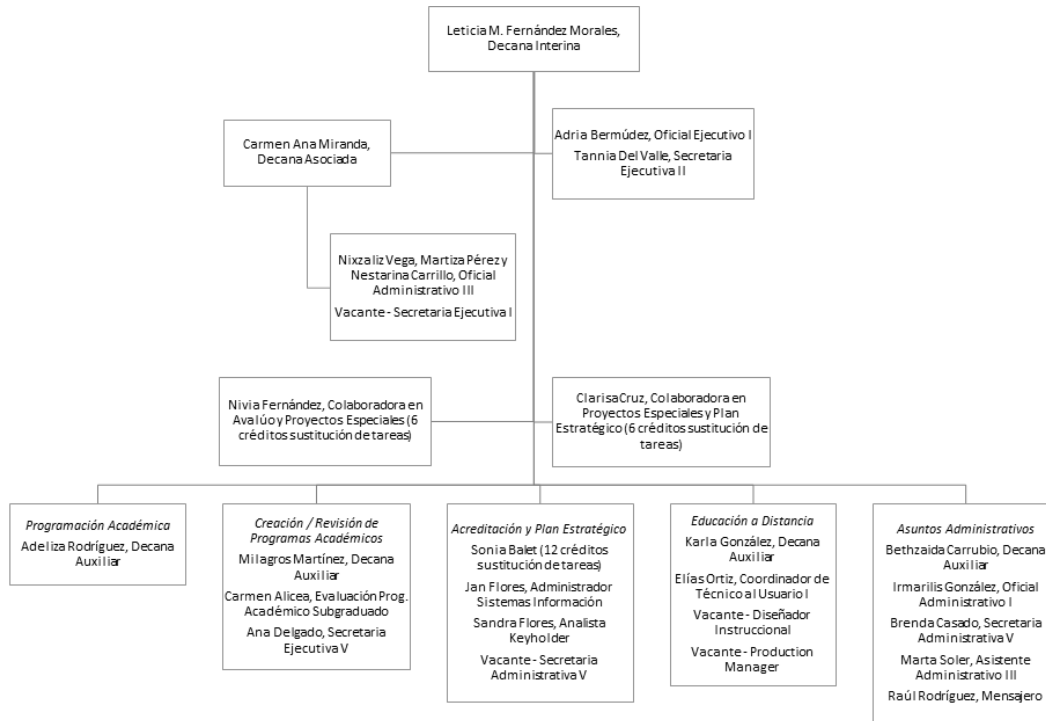 Leticia M. Fernández Morales,
Decana Interina
Carmen Ana Miranda,
Decana Asociada
Adria Bermúdez, Oficial Ejecutivo I
Tannia Del Valle, Secretaria
Ejecutiva II
Nixzaliz Vega, Martiza Pérez y
Nestarina Carrillo, Oficial
Administrativo III
Vacante - Secretaria Ejecutiva I
Nivia Fernández, Colaboradora en
Avalúo y Proyectos Especiales (6
créditos sustitución de tareas)
Clarisa Cruz, Colaboradora en
Proyectos Especiales y Plan
Estratégico (6 créditos sustitución de
tareas)
Programación Académica
Adeliza Rodríguez, Decana
Auxiliar
Creación / Revisión de
Programas Académicos
Milagros Martínez, Decana
Auxiliar
Carmen Alicea, Evaluación Prog.
Académico Subgraduado
Ana Delgado, Secretaria
Ejecutiva V
Acreditación y Plan Estratégico
Sonia Balet (12 créditos
sustitución de tareas)
Jan Flores, Administrador
Sistemas Información
Sandra Flores, Analista
Keyholder
Vacante - Secretaria
Administrativa V
Educación a Distancia
Karla González, Decana
Auxiliar
Elías Ortiz, Coordinador de
Técnico al Usuario I
Vacante - Diseñador
Instruccional
Vacante - Production
Manager
Asuntos Administrativos
Bethzaida Carrubio, Decana
Auxiliar
Irmarilis González, Oficial
Administrativo I
Brenda Casado, Secretaria
Administrativa V
Marta Soler, Asistente
Administrativo III
Raúl Rodríguez, Mensajero